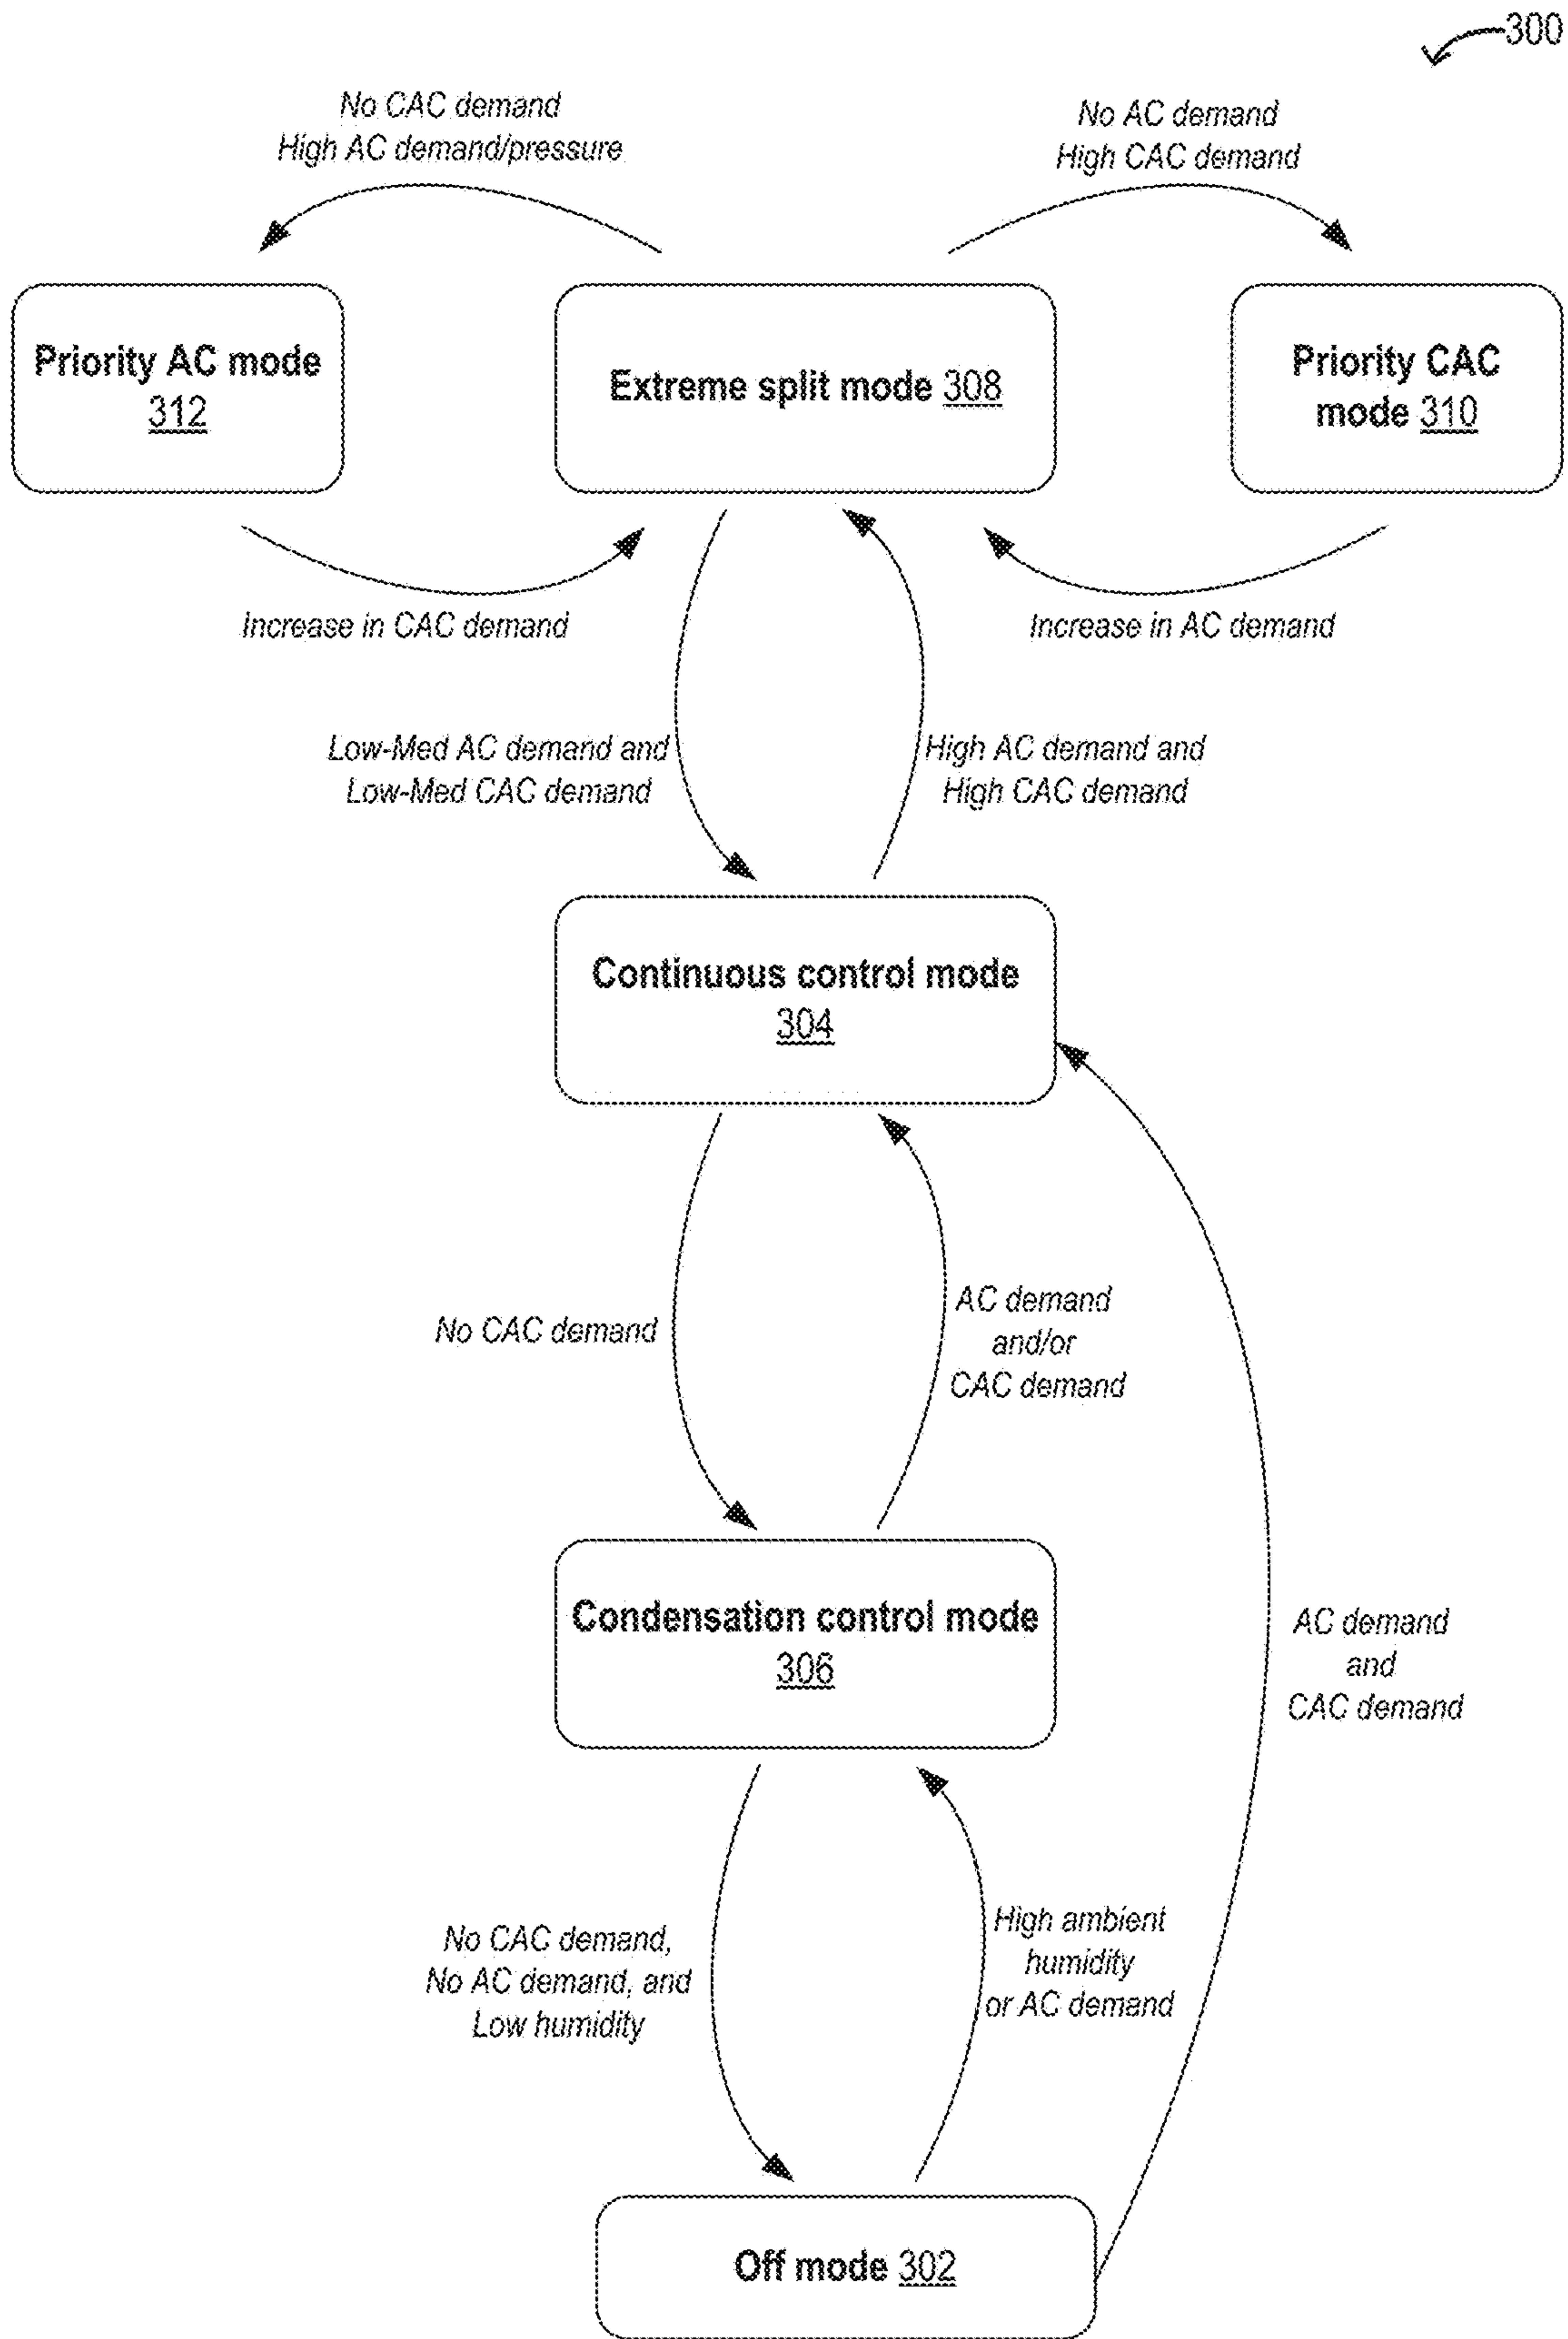 300
No CAC demand
High AC demand/pressure
No AC demand
High CAC demand
Priority AC mode
312
Extreme split mode 308
Priority CAC
mode 310
Increase in CAC demand
Increase in AC demand
Low-Med AC demand and
Low-Med CAC demand
High AC demand and
High CAC demand
Continuous control mode
304
No CAC demand
AC demand
and/or
CAC demand
Condensation control mode
306
AC demand
and
CAC demand
No CAC demand,
No AC demand, and
Low humidity
High ambient
humidity
or AC demand
Off mode 302